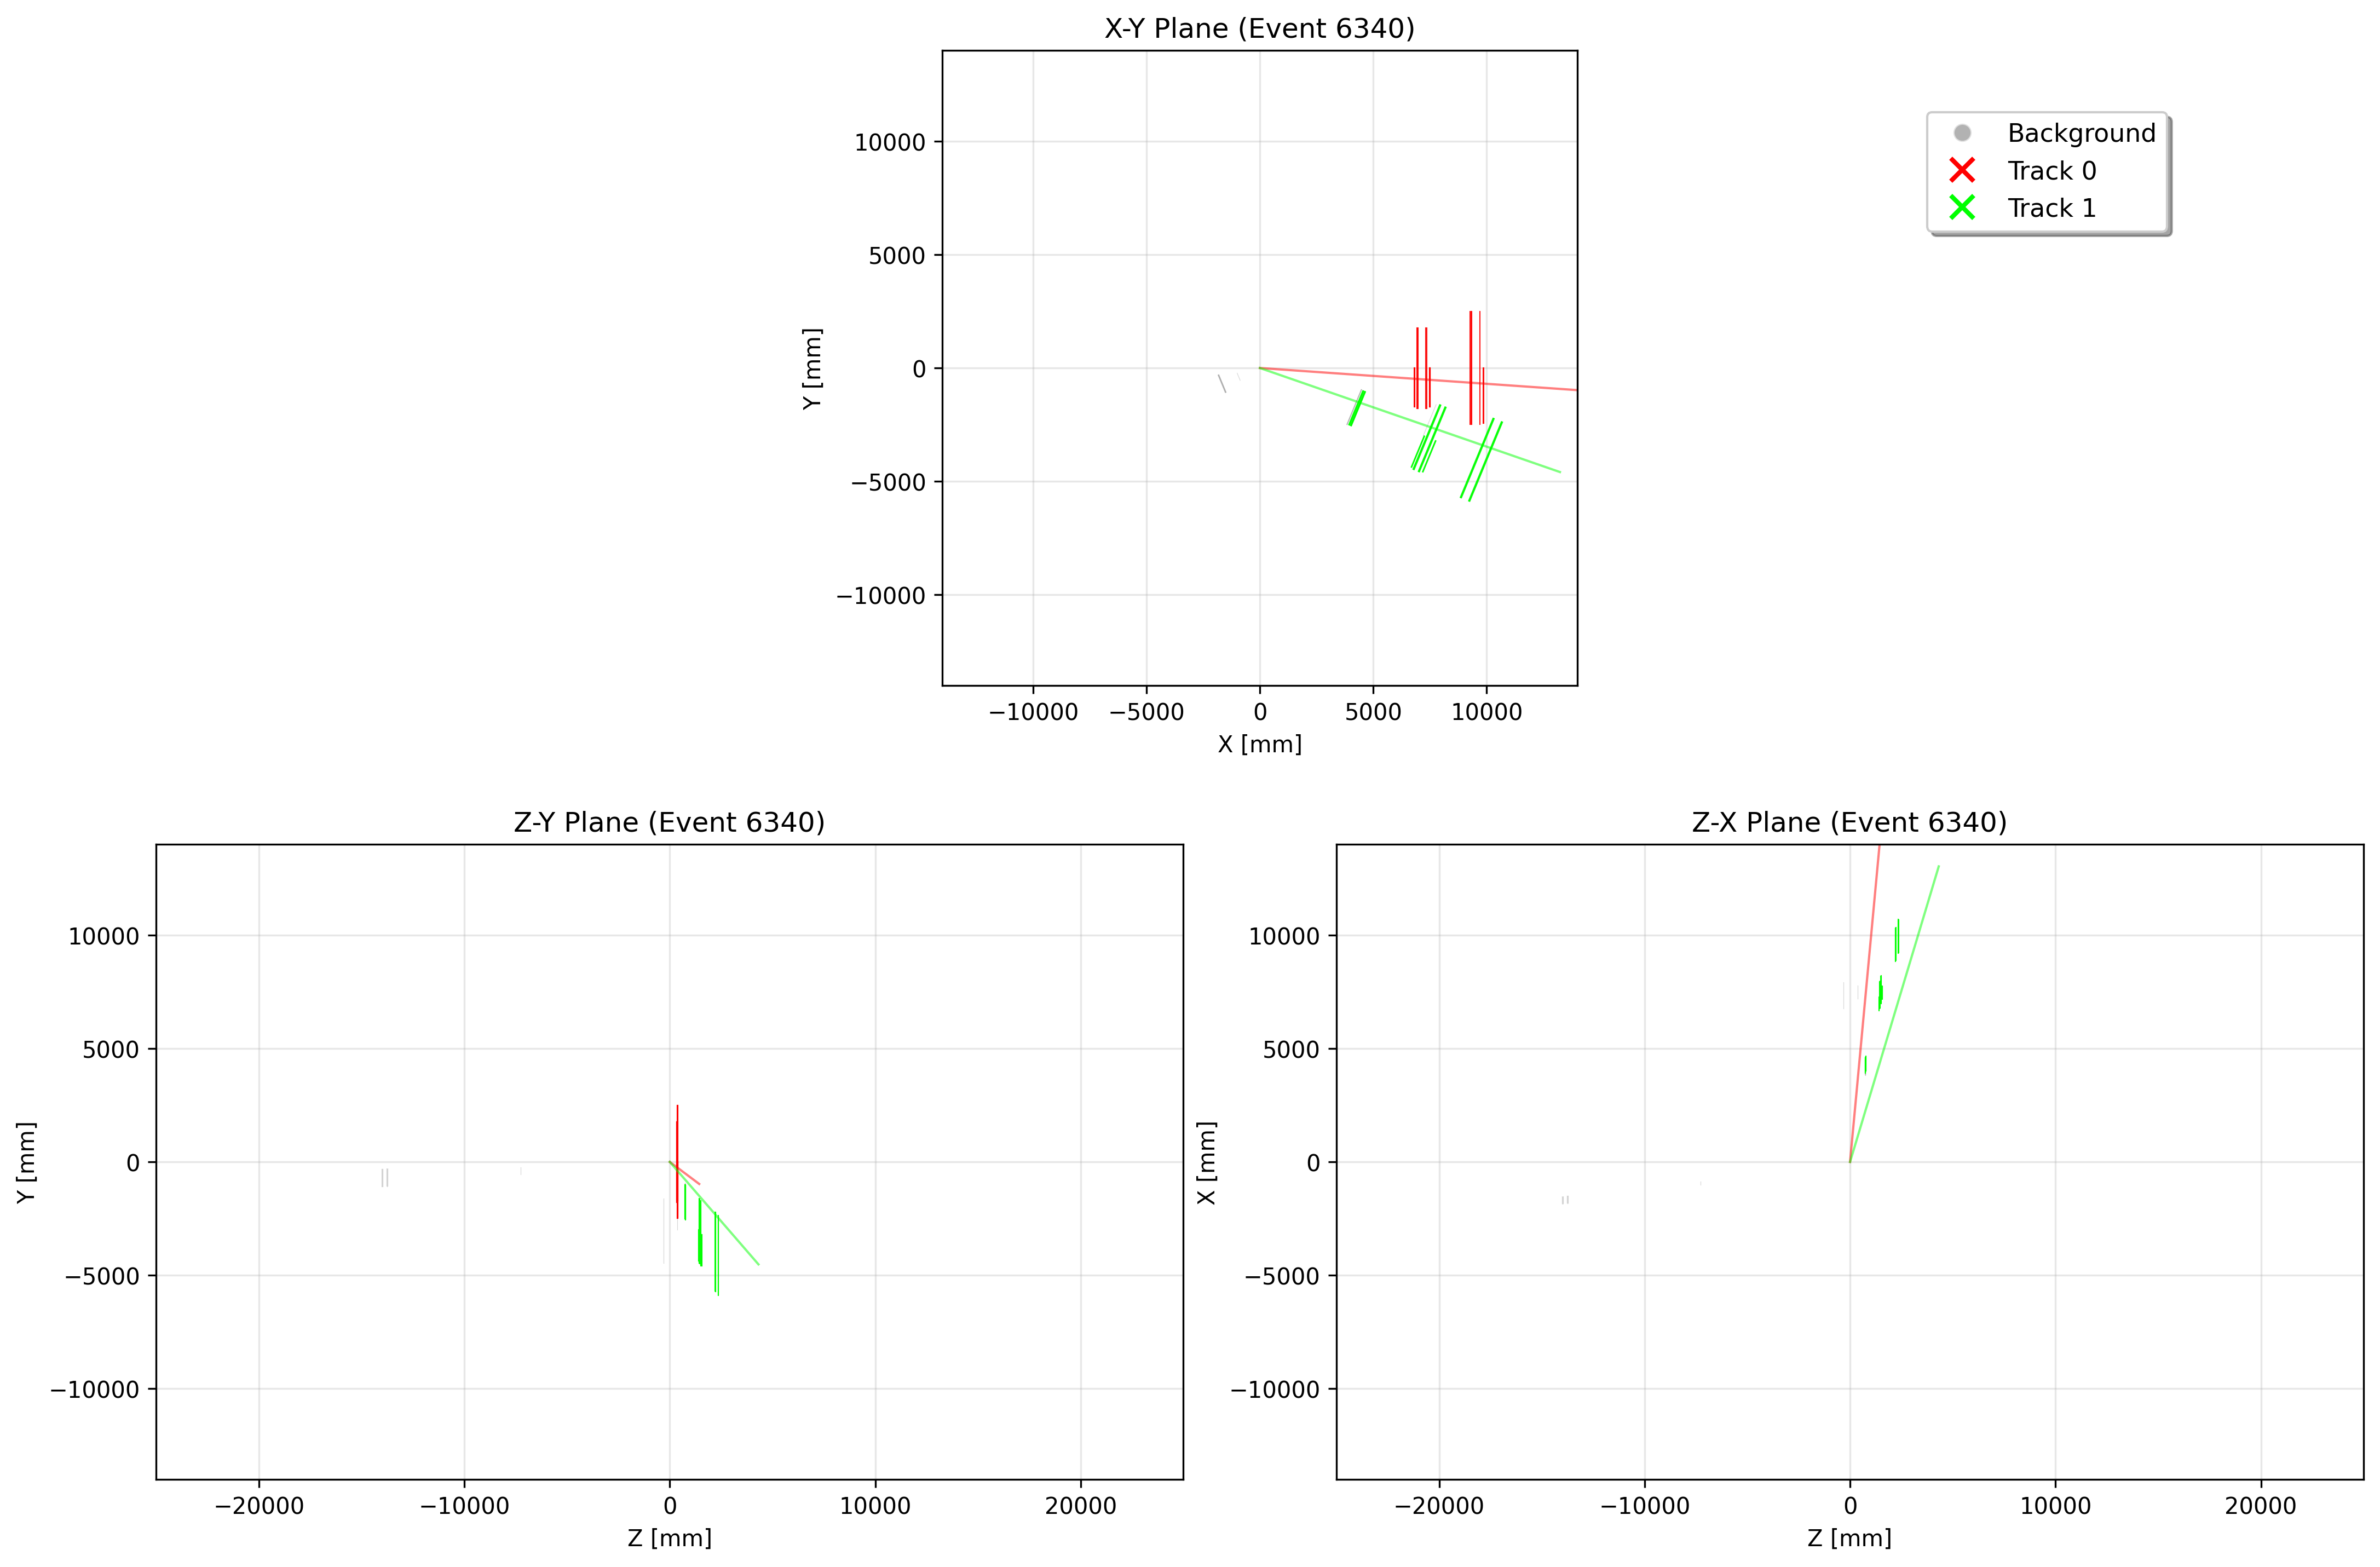 X-Y Plane (Event 6340)
10000
5000
0
−5000
−10000
Y [mm]
−10000 −5000 0 5000 10000
X [mm]
Background
Track 0
Track 1
Z-Y Plane (Event 6340)
10000
5000
0
−5000
−10000
Y [mm]
−20000 −10000 0 10000 20000
Z [mm]
Z-X Plane (Event 6340)
10000
5000
0
−5000
−10000
X [mm]
−20000 −10000 0 10000 20000
Z [mm]